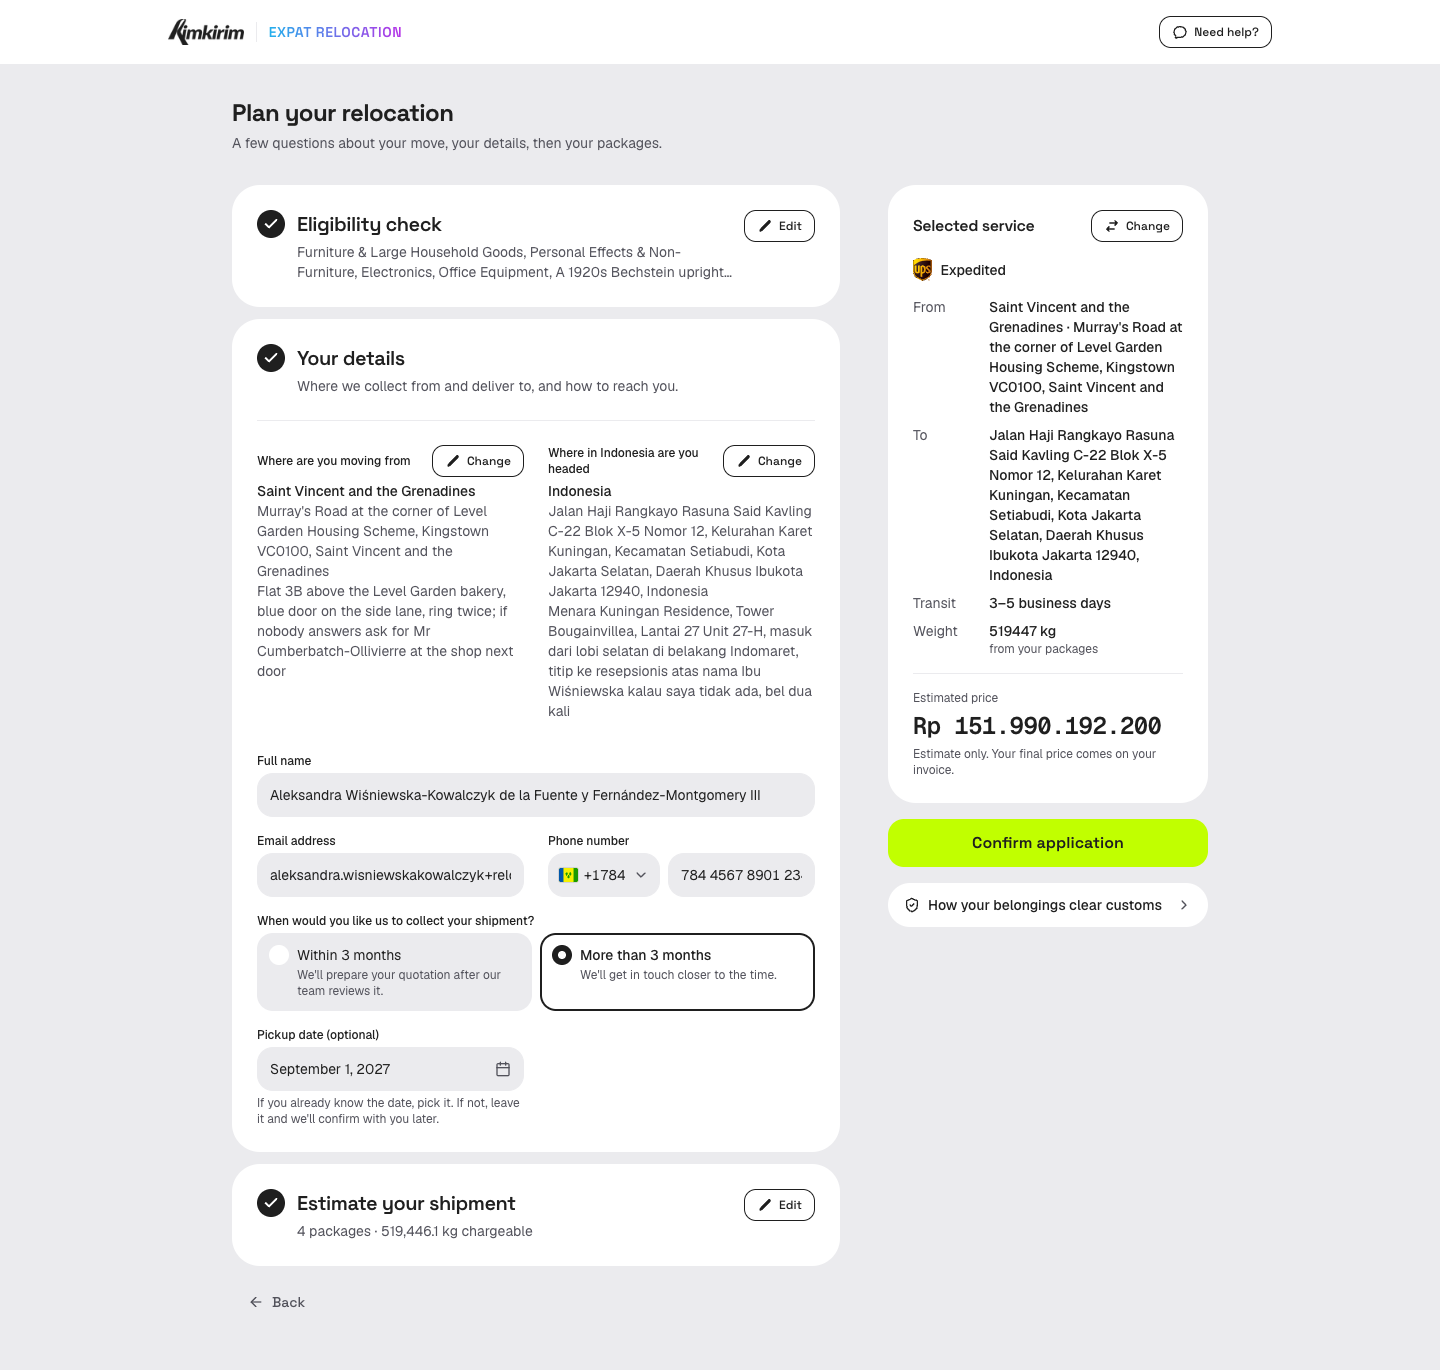 Kimkirim
EXPAT RELOCATION
Need help?
Plan your relocation
A few questions about your move, your details, then your packages.
Eligibility check
Edit
Furniture & Large Household Goods, Personal Effects & Non-
Furniture, Electronics, Office Equipment, A 1920s Bechstein upright...
Your details
Where we collect from and deliver to, and how to reach you.
Where are you moving from
Change
Saint Vincent and the Grenadines
Murray's Road at the corner of Level
Garden Housing Scheme, Kingstown
VC0100, Saint Vincent and the
Grenadines
Flat 3B above the Level Garden bakery,
blue door on the side lane, ring twice; if
nobody answers ask for Mr
Cumberbatch-Ollivierre at the shop next
door
Where in Indonesia are you
headed
Change
Indonesia
Jalan Haji Rangkayo Rasuna Said Kavling
C-22 Blok X-5 Nomor 12, Kelurahan Karet
Kuningan, Kecamatan Setiabudi, Kota
Jakarta Selatan, Daerah Khusus Ibukota
Jakarta 12940, Indonesia
Menara Kuningan Residence, Tower
Bougainvillea, Lantai 27 Unit 27-H, masuk
dari lobi selatan di belakang Indomaret,
titip ke resepsionis atas nama Ibu
Wiśniewska kalau saya tidak ada, bel dua
kali
Full name
Aleksandra Wiśniewska-Kowalczyk de la Fuente y Fernández-Montgomery III
Email address
aleksandra.wisniewskakowalczyk+rel
Phone number
+1784
784 4567 8901 23
When would you like us to collect your shipment?
Within 3 months
We'll prepare your quotation after our
team reviews it.
More than 3 months
We'll get in touch closer to the time.
Pickup date (optional)
September 1, 2027
If you already know the date, pick it. If not, leave
it and we'll confirm with you later.
Estimate your shipment
Edit
4 packages · 519,446.1 kg chargeable
Back
Selected service
Change
ups
Expedited
From
Saint Vincent and the
Grenadines · Murray's Road at
the corner of Level Garden
Housing Scheme, Kingstown
VC0100, Saint Vincent and
the Grenadines
To
Jalan Haji Rangkayo Rasuna
Said Kavling C-22 Blok X-5
Nomor 12, Kelurahan Karet
Kuningan, Kecamatan
Setiabudi, Kota Jakarta
Selatan, Daerah Khusus
Ibukota Jakarta 12940,
Indonesia
Transit
3–5 business days
Weight
519447 kg
from your packages
Estimated price
Rp 151.990.192.200
Estimate only. Your final price comes on your
invoice.
Confirm application
How your belongings clear customs